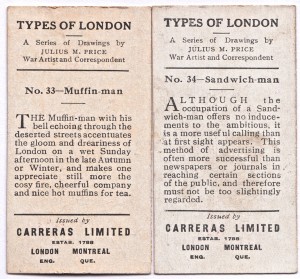 TYPES OF LONDON
A Series of Drawings by
JULIUS M. PRICE
War Artist and Correspondent
No. 33—Muffin-man
THE Muffin-man with his
bell echoing through the
deserted streets accentuates
the gloom and dreariness of
London on a wet Sunday
afternoon in the late Autumn
or Winter, and makes one
appreciate still more the
cosy fire, cheerful company
and nice hot muffins for tea.
Issued by
CARRERAS LIMITED
ESTAB. 1788
LONDON MONTREAL
ENG. QUE.
TYPES OF LONDON
A Series of Drawings by
JULIUS M. PRICE
War Artist and Correspondent
No. 34—Sandwich-man
ALTHOUGH the
occupation of a Sand-
wich-man offers no induce-
ments to the ambitious, it
is a more useful calling than
at first sight appears. This
method of advertising is
often more successful than
newspapers or journals in
reaching certain sections
of the public, and therefore
must not be too slightingly
regarded.
Issued by
CARRERAS LIMITED
ESTAB. 1788
LONDON MONTREAL
ENG. QUE.